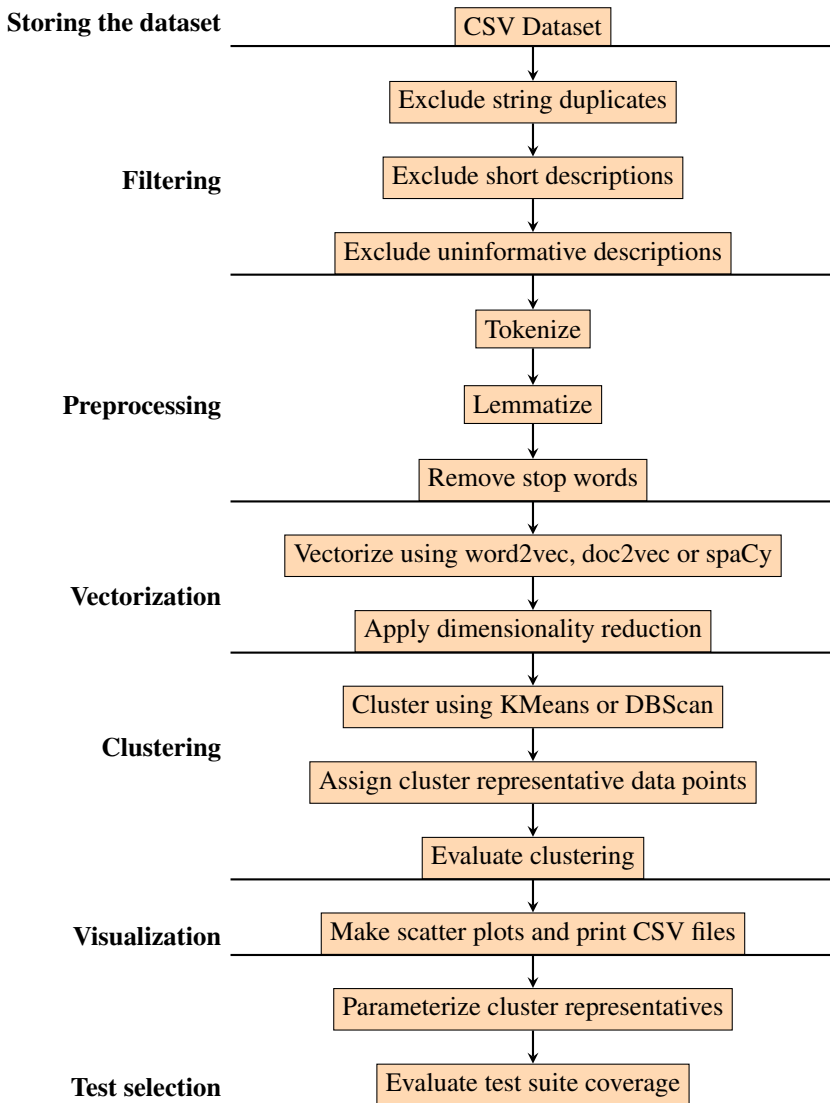 Storing the dataset
CSV Dataset
Exclude string duplicates
Filtering
Exclude short descriptions
Exclude uninformative descriptions
Tokenize
Preprocessing
Lemmatize
Remove stop words
Vectorize using word2vec, doc2vec or spaCy
Vectorization
Apply dimensionality reduction
Cluster using KMeans or DBScan
Clustering
Assign cluster representative data points
Evaluate clustering
Visualization
Make scatter plots and print CSV files
Parameterize cluster representatives
Test selection
Evaluate test suite coverage